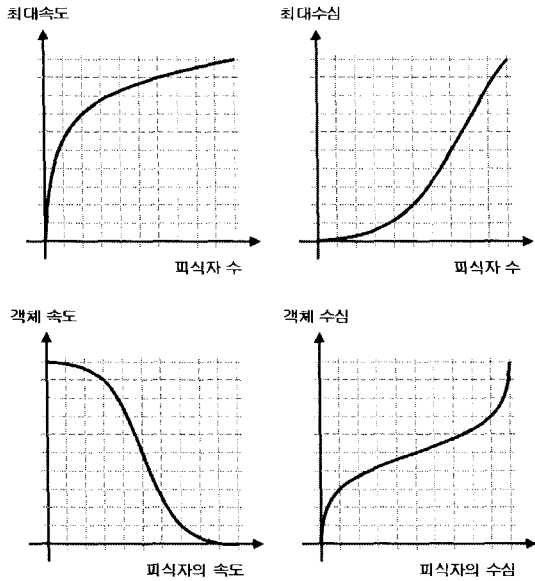 최대속도
최대수심
피식자 수
피식자 수
객체 속도
객체 수심
피식자의 속도
피식자의 수심